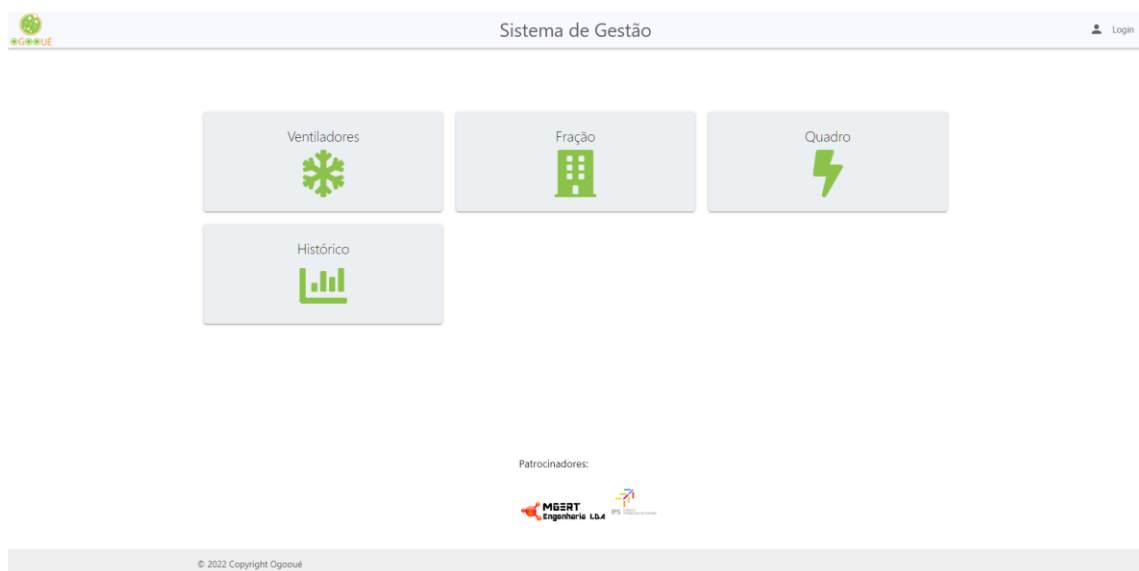 OGOOUÉ
Sistema de Gestão
Login
Ventiladores
Fração
Quadro
Histórico
Patrocinadores:
MGERT
Engenharia LDA
IPS
© 2022 Copyright Ogooué